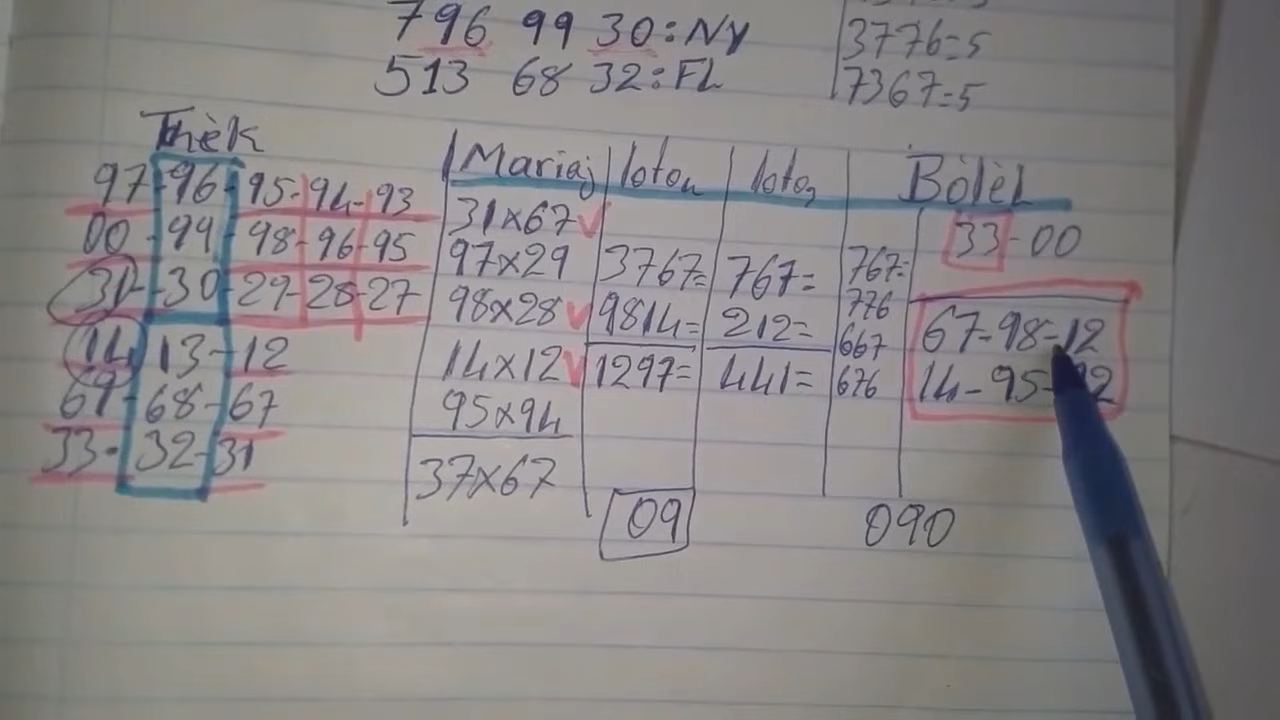 796 99 30:NY
513 68 32:FL
3776=5
7367=5
Thèk
97-96-95-94-93
00-99-98-96-95
31-30-29-28-27
14 13-12
69-68-67
33-32-31
Mariaj
31x67
97x29
98x28
14x12
95x94
37x67
loto4
3767=
9814=
1297=
09
loto3
767=
212=
441=
767=
776
667
676
090
Bòlèt
33-00
67-98-12
14-95-